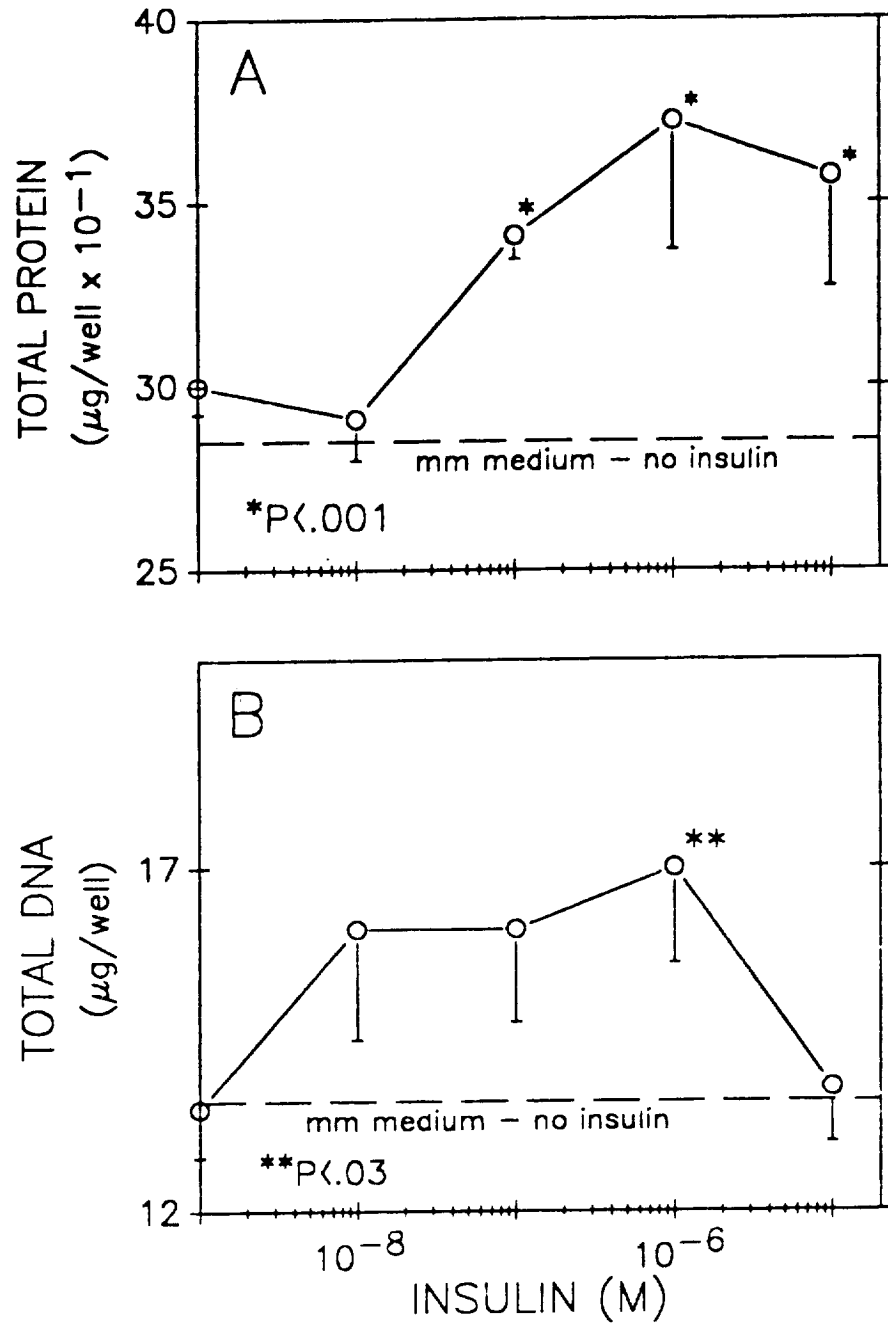 40
A
*
*
35
*
TOTAL PROTEIN
(µg/well x 10⁻¹)
30
mm medium – no insulin
*P<.001
25
B
**
17
TOTAL DNA
(µg/well)
mm medium – no insulin
**P<.03
12
10⁻⁸
10⁻⁶
INSULIN (M)